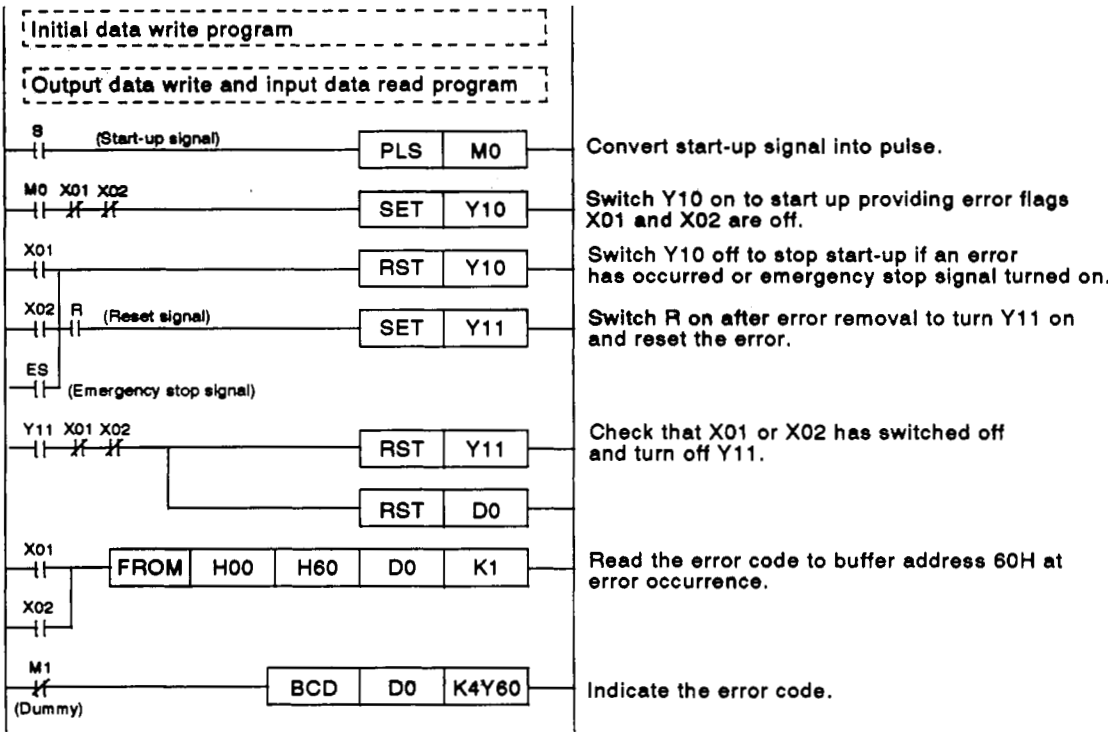 Initial data write program
Output data write and input data read program
S
(Start-up signal)
PLS M0
Convert start-up signal into pulse.
M0 X01 X02
SET Y10
Switch Y10 on to start up providing error flags
X01 and X02 are off.
X01
RST Y10
Switch Y10 off to stop start-up if an error
has occurred or emergency stop signal turned on.
X02 R (Reset signal)
SET Y11
Switch R on after error removal to turn Y11 on
and reset the error.
ES
(Emergency stop signal)
Y11 X01 X02
RST Y11
Check that X01 or X02 has switched off
and turn off Y11.
RST D0
X01
FROM H00 H60 D0 K1
Read the error code to buffer address 60H at
error occurrence.
X02
M1
BCD D0 K4Y60
Indicate the error code.
(Dummy)